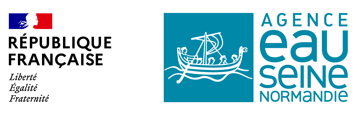 RÉPUBLIQUE
FRANÇAISE
Liberté
Égalité
Fraternité
AGENCE
eau
seine
NORMANDIE